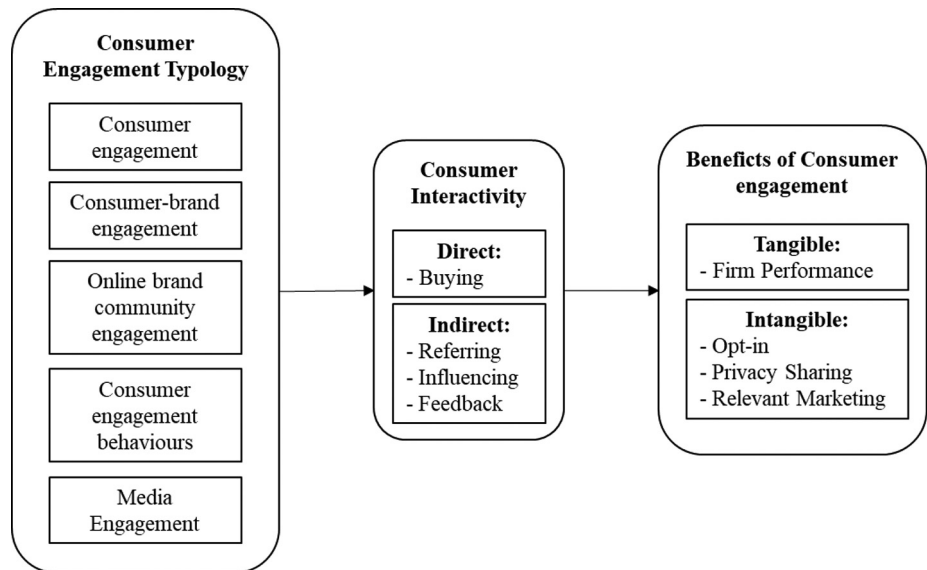 Consumer
Engagement Typology
Consumer
engagement
Consumer-brand
engagement
Online brand
community
engagement
Consumer
engagement
behaviours
Media
Engagement
Consumer
Interactivity
Direct:
- Buying
Indirect:
- Referring
- Influencing
- Feedback
Beneficts of Consumer
engagement
Tangible:
- Firm Performance
Intangible:
- Opt-in
- Privacy Sharing
- Relevant Marketing